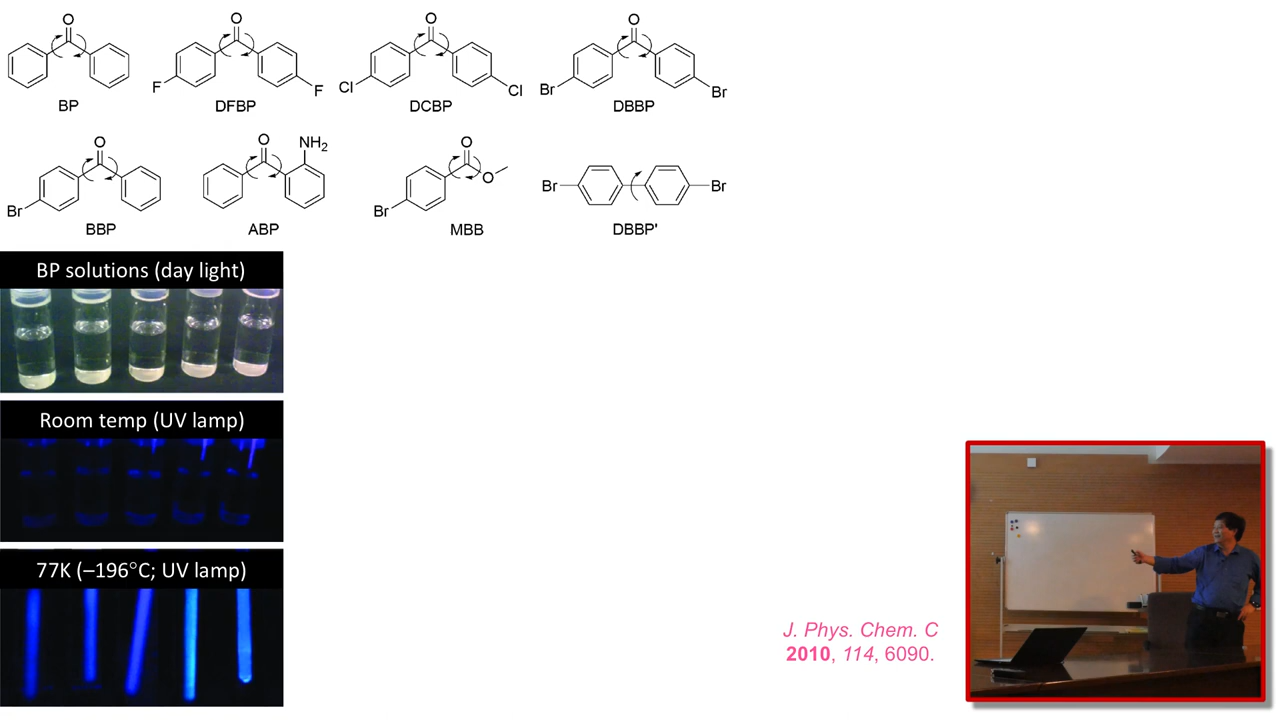 O
BP
O
F
F
DFBP
O
Cl
Cl
DCBP
O
Br
Br
DBBP
O
Br
BBP
O
NH₂
ABP
O
O
Br
MBB
Br
Br
DBBP'
BP solutions (day light)
Room temp (UV lamp)
77K (–196°C; UV lamp)
J. Phys. Chem. C
2010, 114, 6090.